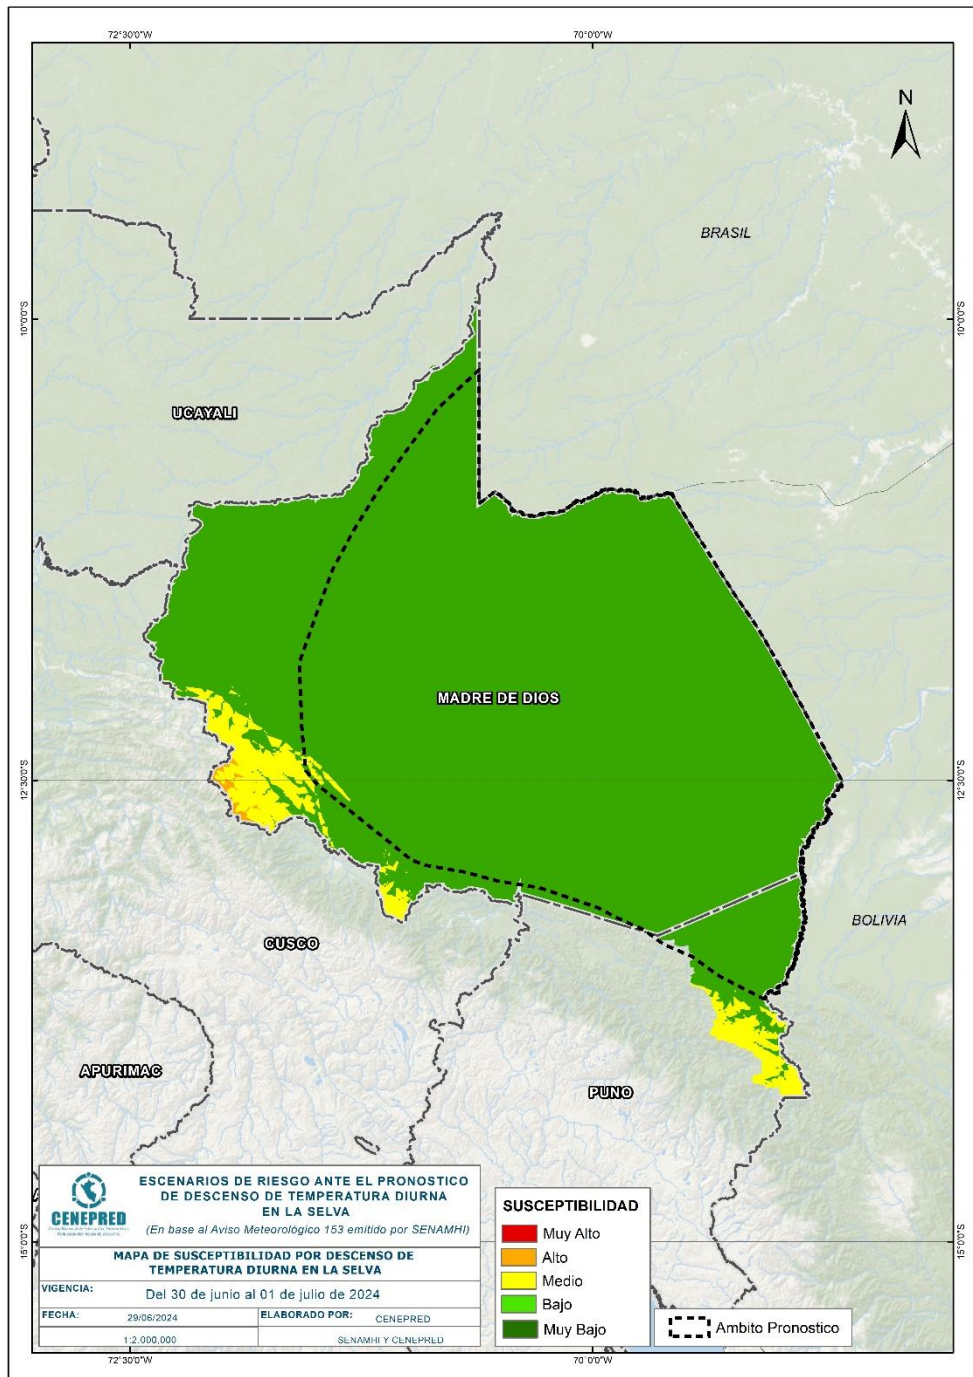 72°30'0"W
70°0'0"W
N
BRASIL
10°0'0"S
10°0'0"S
UCAYALI
MADRE DE DIOS
12°30'0"S
12°30'0"S
BOLIVIA
CUSCO
APURIMAC
PUNO
CENEPRED
ESCENARIOS DE RIESGO ANTE EL PRONOSTICO
DE DESCENSO DE TEMPERATURA DIURNA
EN LA SELVA
(En base al Aviso Meteorológico 153 emitido por SENAMHI)
MAPA DE SUSCEPTIBILIDAD POR DESCENSO DE
TEMPERATURA DIURNA EN LA SELVA
VIGENCIA:
Del 30 de junio al 01 de julio de 2024
FECHA:
29/06/2024
ELABORADO POR:
CENEPRED
1:2.000,000
SENAMHI Y CENEPRED
SUSCEPTIBILIDAD
Muy Alto
Alto
Medio
Bajo
Muy Bajo
Ambito Pronostico
15°0'0"S
15°0'0"S
72°30'0"W
70°0'0"W